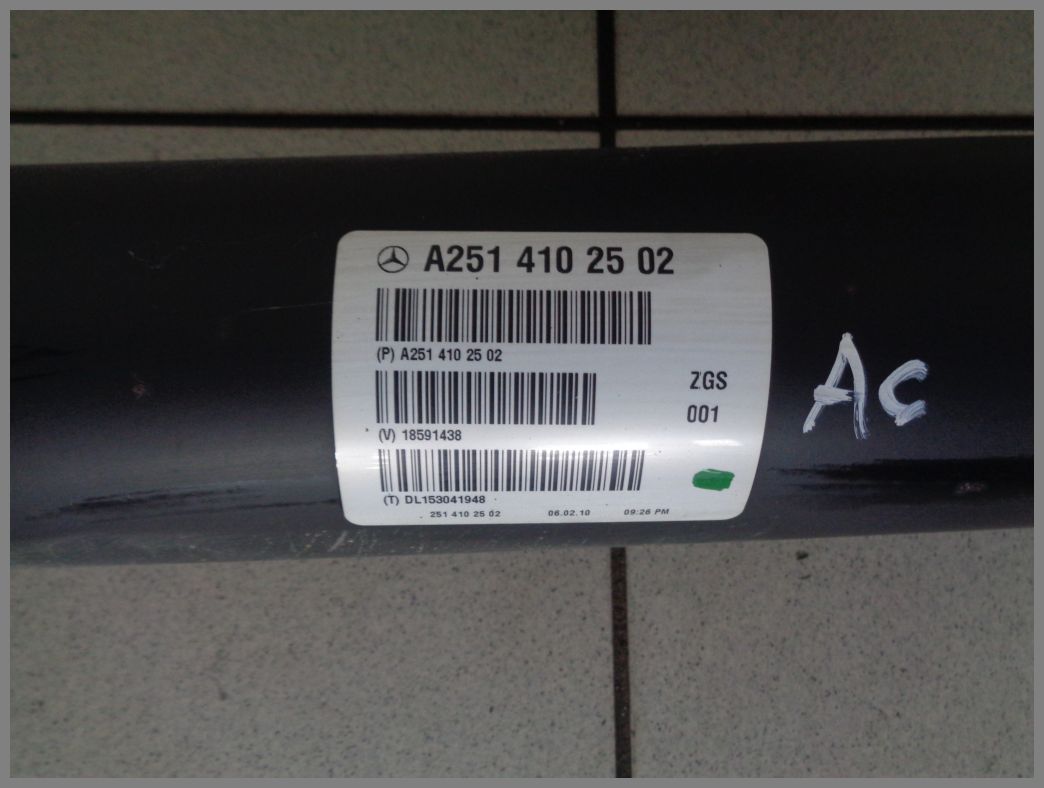 A251 410 25 02
(P) A251 410 25 02
ZGS
001
(V) 18591438
(T) DL153041948
251 410 25 02 06.02.10 09:26 PM
AC